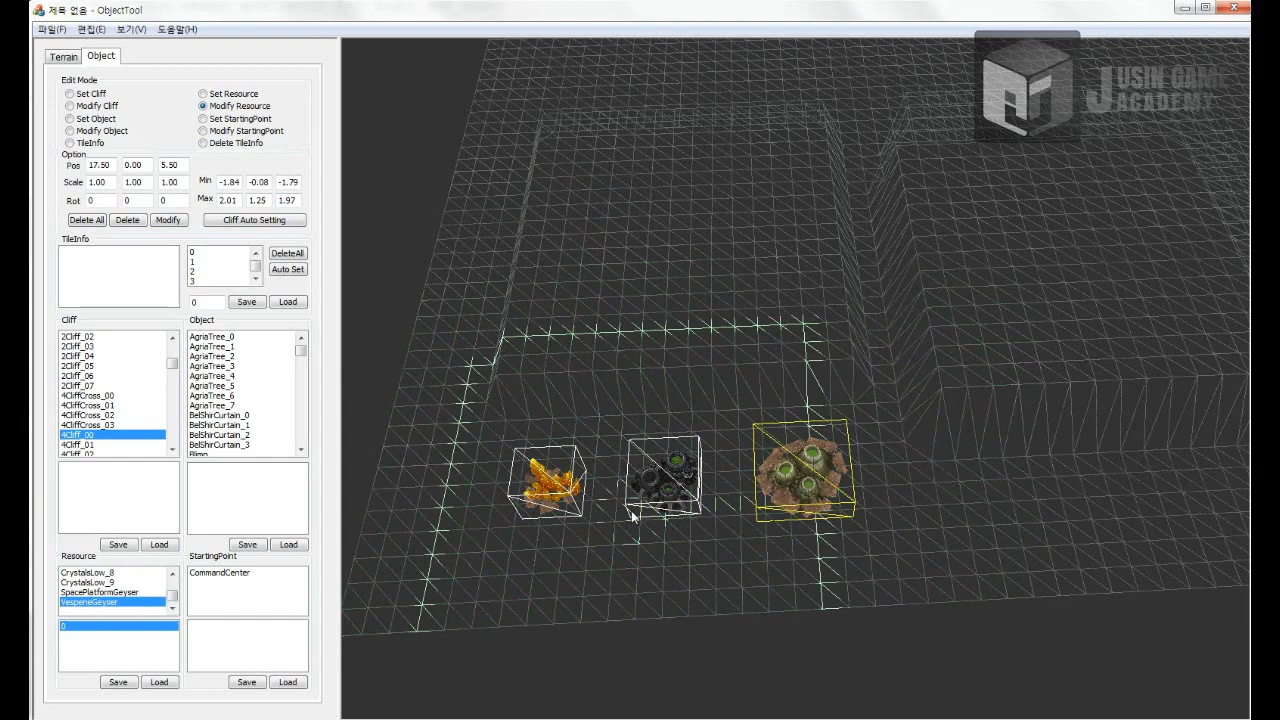 제목 없음 - ObjectTool
파일(F) 편집(E) 보기(V) 도움말(H)
Terrain Object
Edit Mode
Set Cliff Set Resource
Modify Cliff Modify Resource
Set Object Set StartingPoint
Modify Object Modify StartingPoint
TileInfo Delete TileInfo
Option
Pos 17.50 0.00 5.50
Scale 1.00 1.00 1.00 Min -1.84 -0.08 -1.79
Rot 0 0 0 Max 2.01 1.25 1.97
Delete All Delete Modify Cliff Auto Setting
TileInfo
0 DeleteAll
1
2 Auto Set
3
0 Save Load
Cliff Object
2Cliff_02 AgriaTree_0
2Cliff_03 AgriaTree_1
2Cliff_04 AgriaTree_2
2Cliff_05 AgriaTree_3
2Cliff_06 AgriaTree_4
2Cliff_07 AgriaTree_5
4CliffCross_00 AgriaTree_6
4CliffCross_01 AgriaTree_7
4CliffCross_02 BelShirCurtain_0
4CliffCross_03 BelShirCurtain_1
4Cliff_00 BelShirCurtain_2
4Cliff_01 BelShirCurtain_3
4Cliff_02 Blimp
Save Load Save Load
Resource StartingPoint
CrystalsLow_8 CommandCenter
CrystalsLow_9
SpacePlatformGeyser
VespeneGeyser
0
Save Load Save Load
JUSIN GAME
ACADEMY